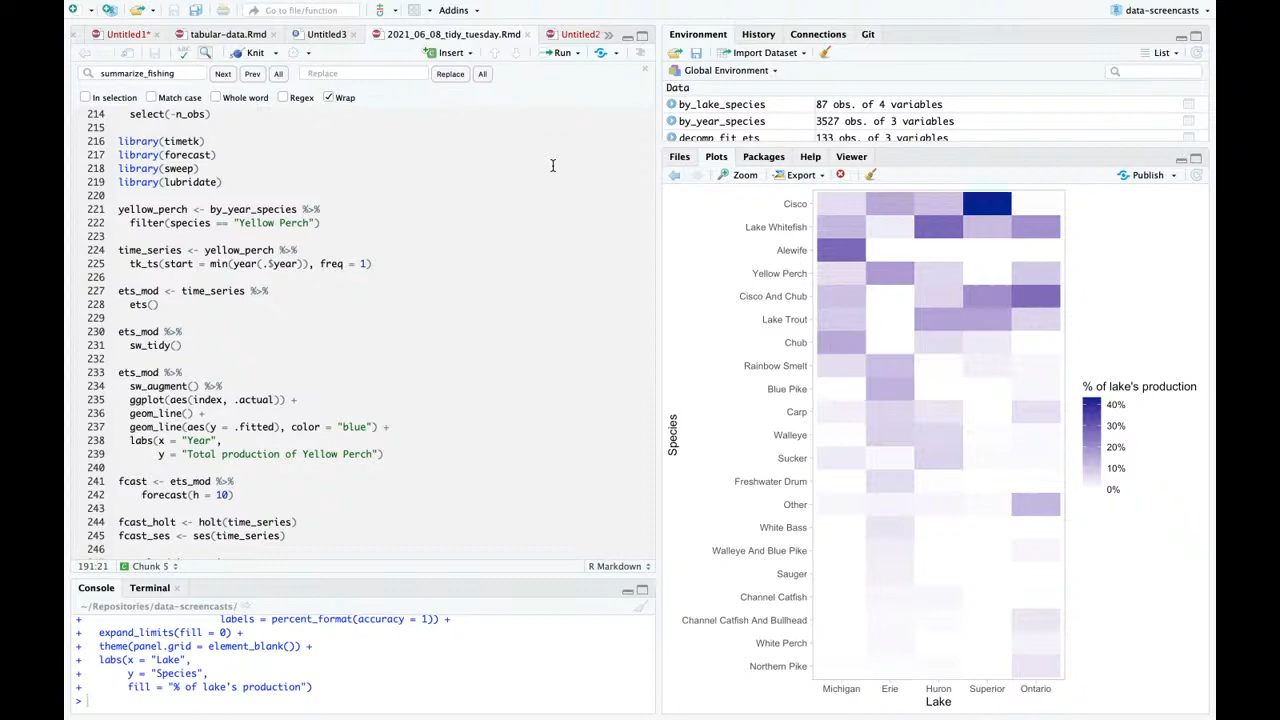 Go to file/function
Addins
data-screencasts
Untitled1*
tabular-data.Rmd
Untitled3
2021_06_08_tidy_tuesday.Rmd
Untitled2
Knit
Insert
Run
summarize_fishing
Next
Prev
All
Replace
Replace
All
In selection
Match case
Whole word
Regex
Wrap
214 select(-n_obs)
215
216 library(timetk)
217 library(forecast)
218 library(sweep)
219 library(lubridate)
220
221 yellow_perch <- by_year_species %>%
222 filter(species == "Yellow Perch")
223
224 time_series <- yellow_perch %>%
225 tk_ts(start = min(year(.$year)), freq = 1)
226
227 ets_mod <- time_series %>%
228 ets()
229
230 ets_mod %>%
231 sw_tidy()
232
233 ets_mod %>%
234 sw_augment() %>%
235 ggplot(aes(index, .actual)) +
236 geom_line() +
237 geom_line(aes(y = .fitted), color = "blue") +
238 labs(x = "Year",
239 y = "Total production of Yellow Perch")
240
241 fcast <- ets_mod %>%
242 forecast(h = 10)
243
244 fcast_holt <- holt(time_series)
245 fcast_ses <- ses(time_series)
246
191:21
Chunk 5
R Markdown
Console
Terminal
~/Repositories/data-screencasts/
+ labels = percent_format(accuracy = 1)) +
+ expand_limits(fill = 0) +
+ theme(panel.grid = element_blank()) +
+ labs(x = "Lake",
+ y = "Species",
+ fill = "% of lake's production")
>
Environment
History
Connections
Git
Import Dataset
List
Global Environment
Data
by_lake_species 87 obs. of 4 variables
by_year_species 3527 obs. of 3 variables
decomp_fit_ets 133 obs. of 3 variables
Files
Plots
Packages
Help
Viewer
Zoom
Export
Publish
Species
Cisco
Lake Whitefish
Alewife
Yellow Perch
Cisco And Chub
Lake Trout
Chub
Rainbow Smelt
Blue Pike
Carp
Walleye
Sucker
Freshwater Drum
Other
White Bass
Walleye And Blue Pike
Sauger
Channel Catfish
Channel Catfish And Bullhead
White Perch
Northern Pike
Michigan
Erie
Huron
Superior
Ontario
Lake
% of lake's production
40%
30%
20%
10%
0%